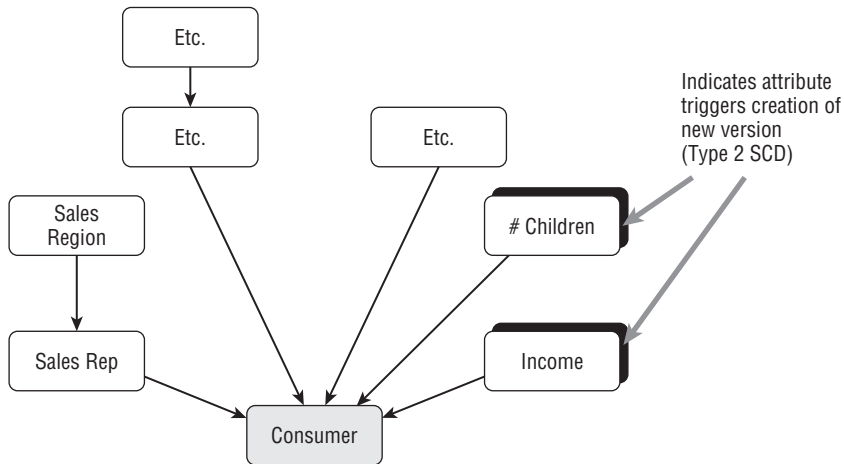 Etc.
Etc.
Etc.
Indicates attribute
triggers creation of
new version
(Type 2 SCD)
Sales
Region
# Children
Sales Rep
Income
Consumer